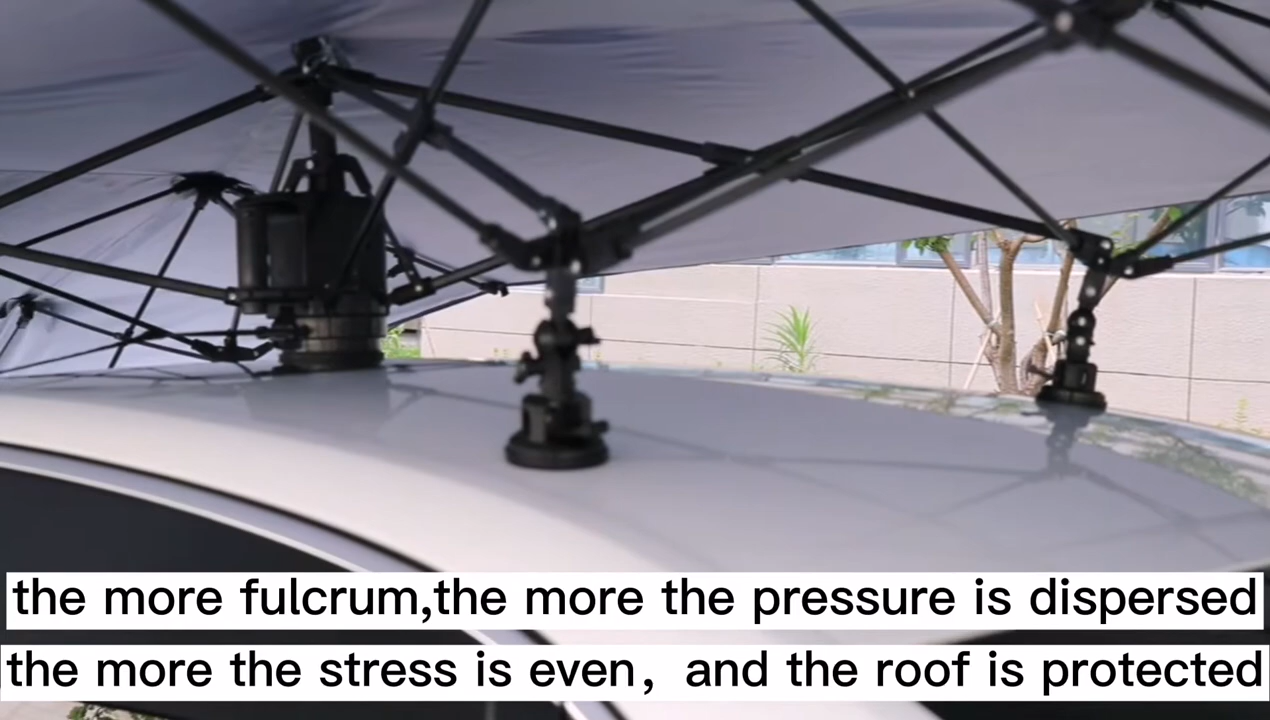 the more fulcrum,the more the pressure is dispersed
the more the stress is even，and the roof is protected